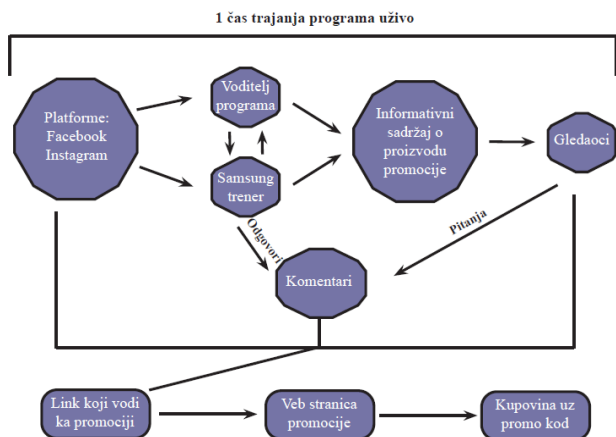 1 čas trajanja programa uživo
Platforme:
Facebook
Instagram
Voditelj
programa
Samsung
trener
Informativni
sadržaj o
proizvodu
promocije
Gledaoci
Odgovori
Pitanja
Komentari
Link koji vodi
ka promociji
Veb stranica
promocije
Kupovina uz
promo kod